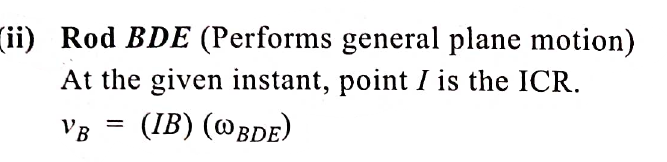 (ii) Rod BDE (Performs general plane motion)
At the given instant, point I is the ICR.
v_B = (IB) (ω_BDE)